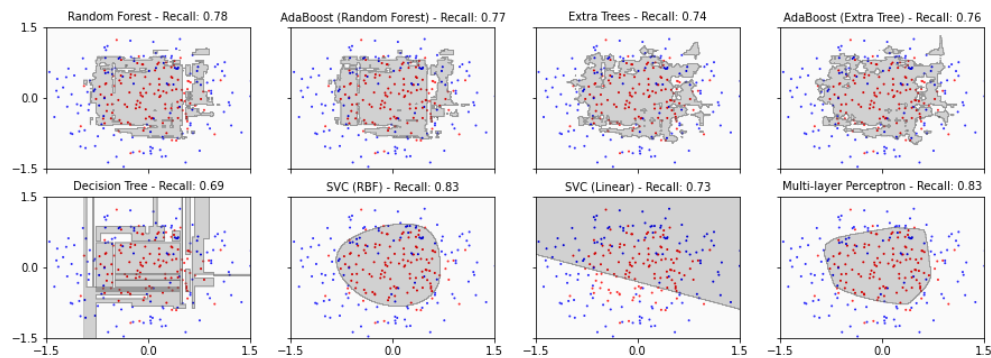 Random Forest - Recall: 0.78
AdaBoost (Random Forest) - Recall: 0.77
Extra Trees - Recall: 0.74
AdaBoost (Extra Tree) - Recall: 0.76
1.5
0.0
−1.5
Decision Tree - Recall: 0.69
SVC (RBF) - Recall: 0.83
SVC (Linear) - Recall: 0.73
Multi-layer Perceptron - Recall: 0.83
1.5
0.0
−1.5
−1.5 0.0 1.5
−1.5 0.0 1.5
−1.5 0.0 1.5
−1.5 0.0 1.5